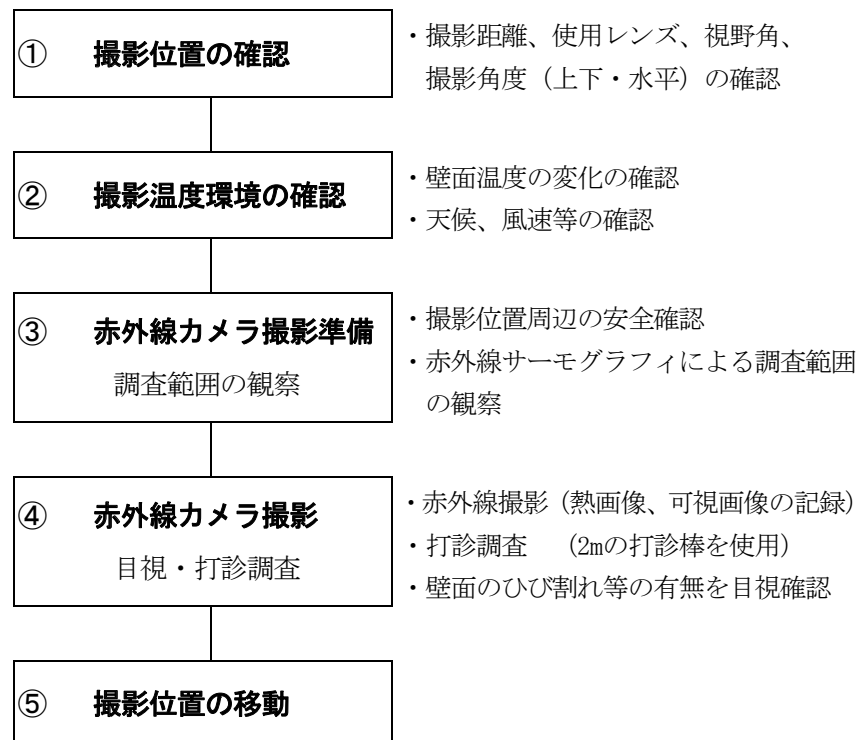 ① 撮影位置の確認
・撮影距離、使用レンズ、視野角、
撮影角度（上下・水平）の確認
② 撮影温度環境の確認
・壁面温度の変化の確認
・天候、風速等の確認
③ 赤外線カメラ撮影準備
調査範囲の観察
・撮影位置周辺の安全確認
・赤外線サーモグラフィによる調査範囲
の観察
④ 赤外線カメラ撮影
目視・打診調査
・赤外線撮影（熱画像、可視画像の記録）
・打診調査　（2mの打診棒を使用）
・壁面のひび割れ等の有無を目視確認
⑤ 撮影位置の移動